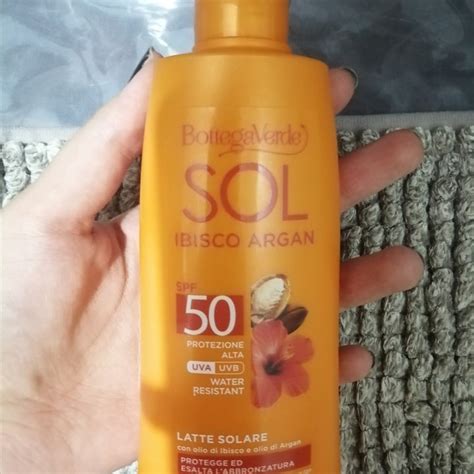 BottegaVerde
SOL
IBISCO ARGAN
SPF
50
PROTEZIONE
ALTA
UVA UVB
WATER
RESISTANT
LATTE SOLARE
con olio di Ibisco e olio di Argan
PROTEGGE ED
ESALTA L'ABBRONZATURA